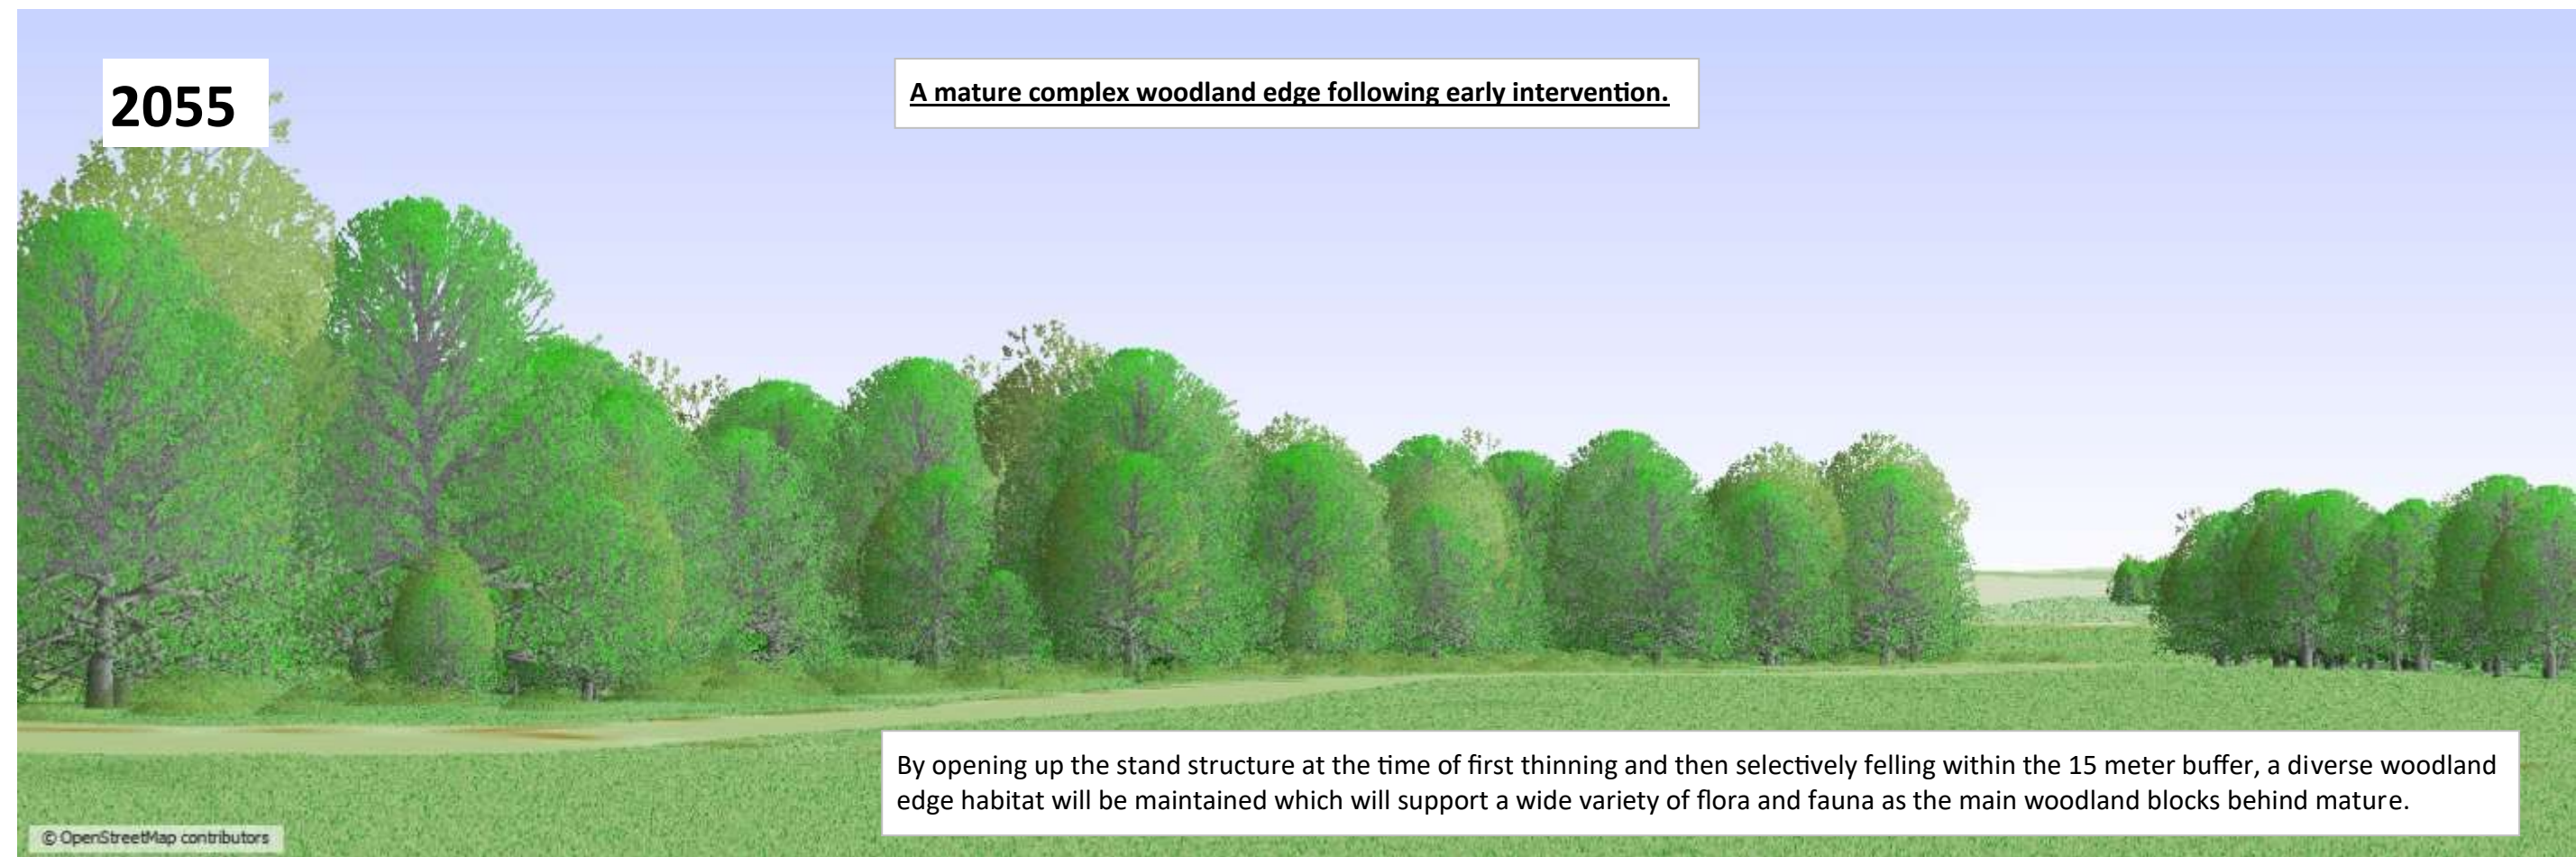 2055
A mature complex woodland edge following early intervention.
By opening up the stand structure at the time of first thinning and then selectively felling within the 15 meter buffer, a diverse woodland
edge habitat will be maintained which will support a wide variety of flora and fauna as the main woodland blocks behind mature.
© OpenStreetMap contributors